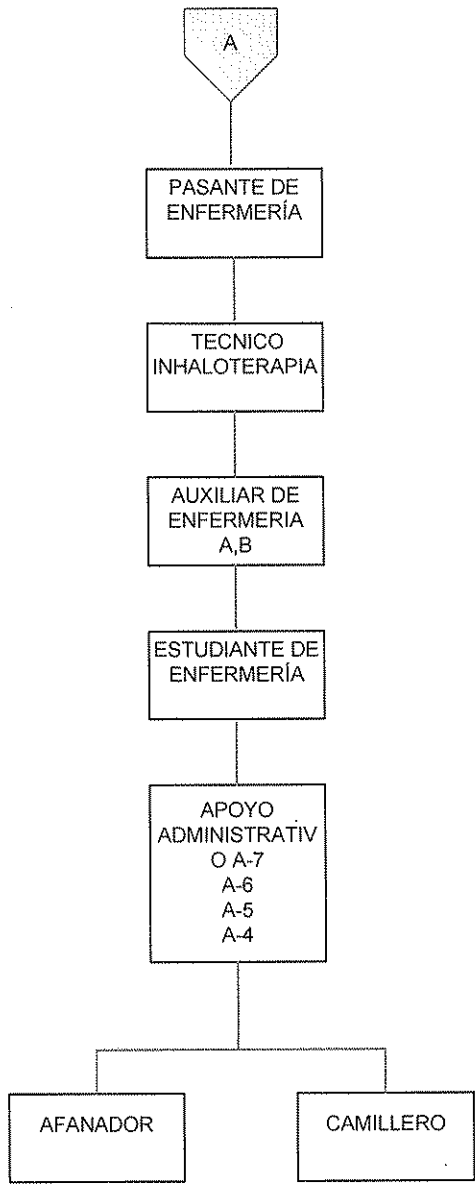 A
PASANTE DE
ENFERMERÍA
TECNICO
INHALOTERAPIA
AUXILIAR DE
ENFERMERIA
A,B
ESTUDIANTE DE
ENFERMERÍA
APOYO
ADMINISTRATIV
O A-7
A-6
A-5
A-4
AFANADOR
CAMILLERO